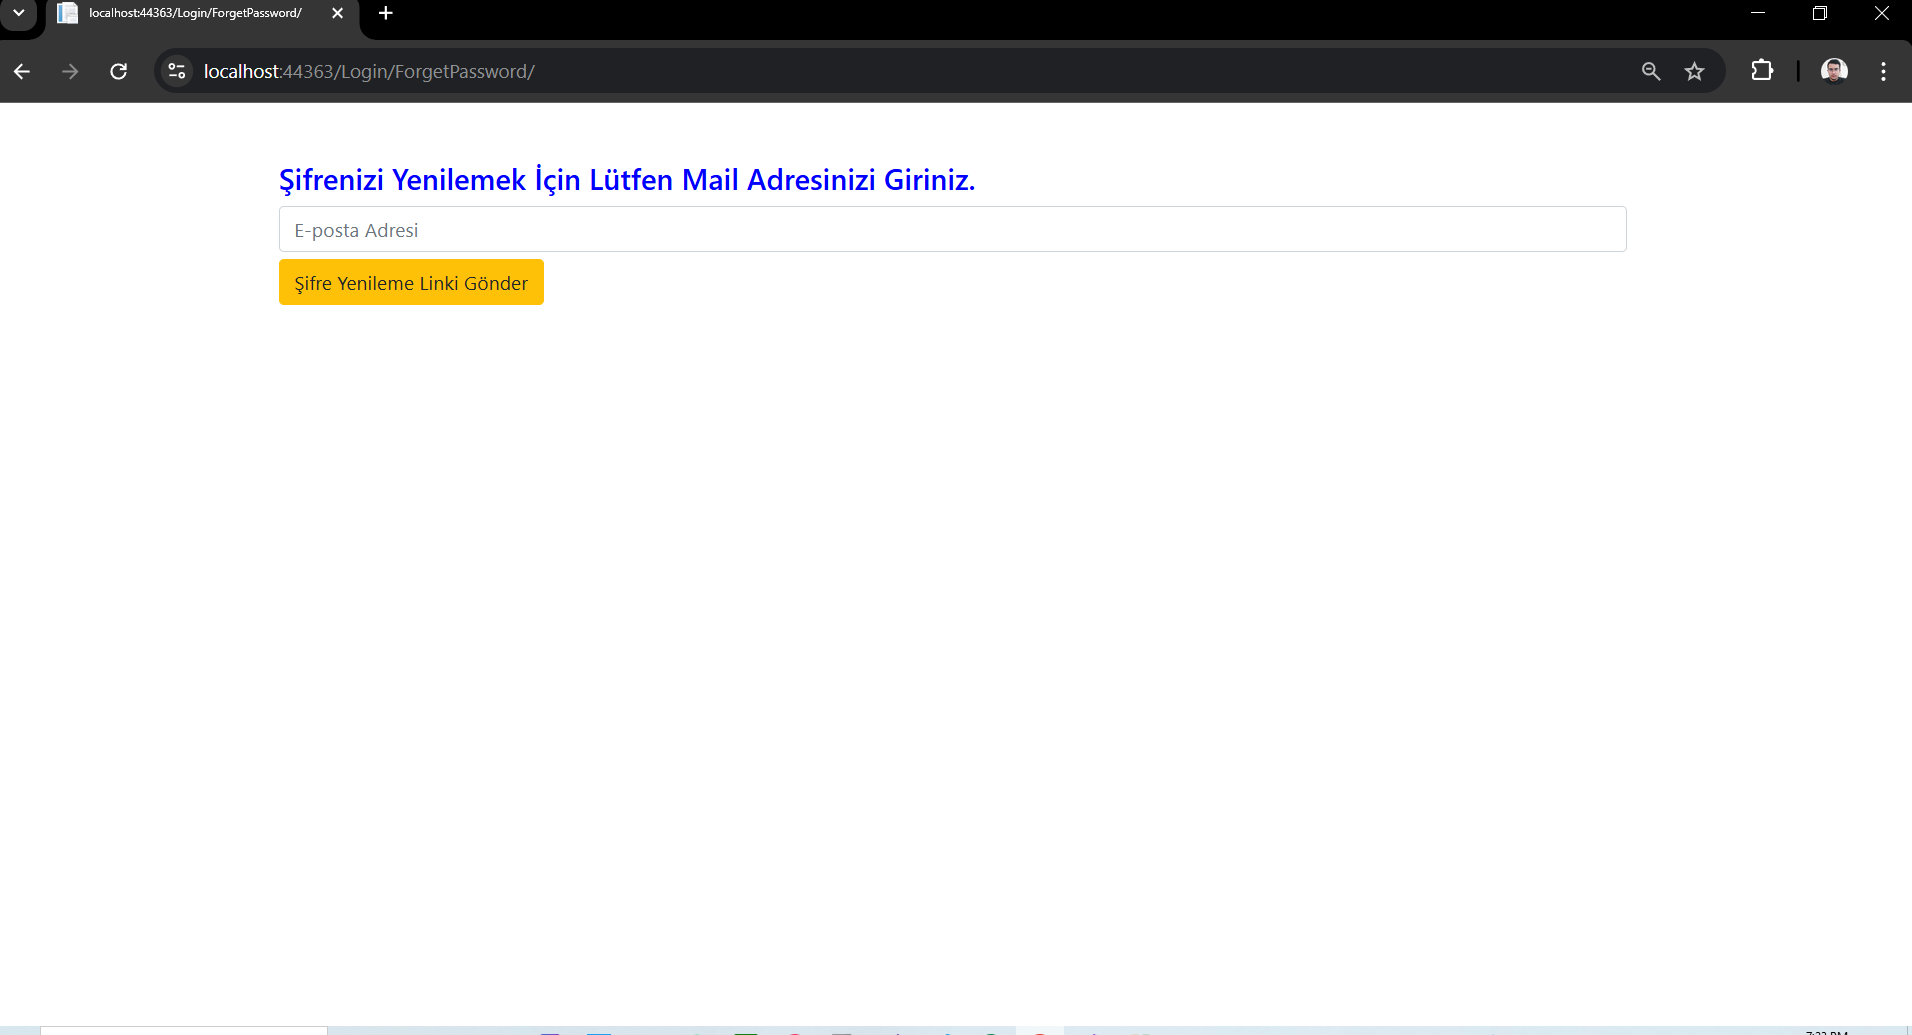 localhost:44363/Login/ForgetPassword/
localhost:44363/Login/ForgetPassword/
Şifrenizi Yenilemek İçin Lütfen Mail Adresinizi Giriniz.
E-posta Adresi
Şifre Yenileme Linki Gönder